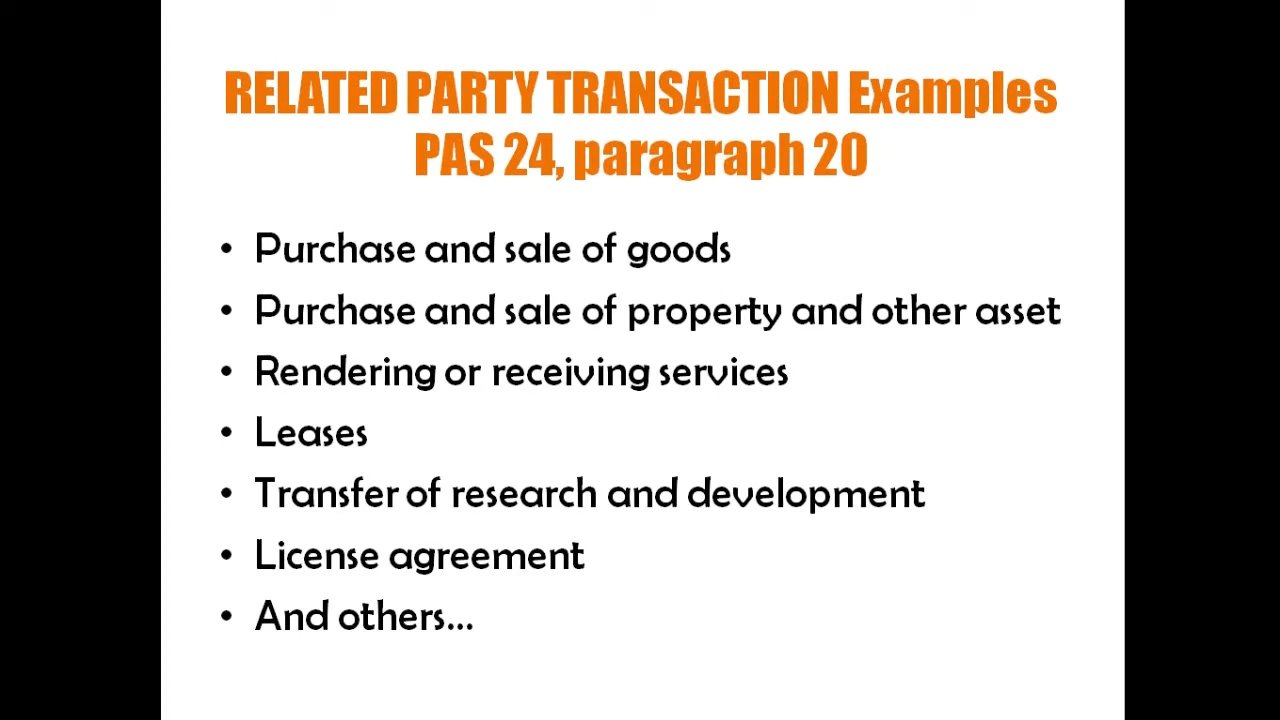 RELATED PARTY TRANSACTION Examples
PAS 24, paragraph 20
• Purchase and sale of goods
• Purchase and sale of property and other asset
• Rendering or receiving services
• Leases
• Transfer of research and development
• License agreement
• And others...